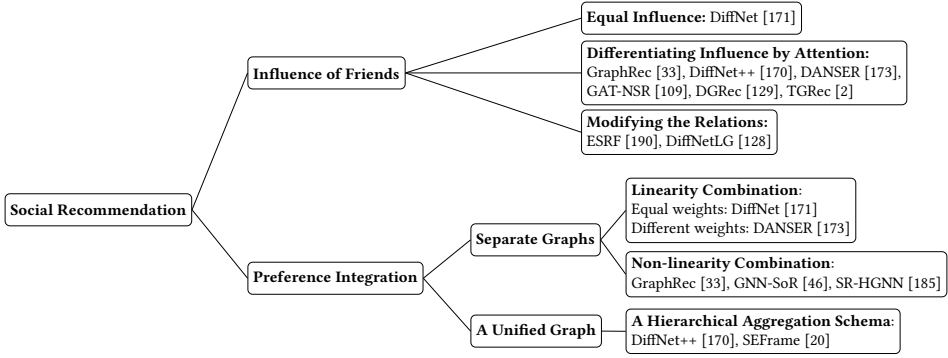 Social Recommendation
Influence of Friends
Equal Influence: DiffNet [171]
Differentiating Influence by Attention:
GraphRec [33], DiffNet++ [170], DANSER [173],
GAT-NSR [109], DGRec [129], TGRec [2]
Modifying the Relations:
ESRF [190], DiffNetLG [128]
Preference Integration
Separate Graphs
Linearity Combination:
Equal weights: DiffNet [171]
Different weights: DANSER [173]
Non-linearity Combination:
GraphRec [33], GNN-SoR [46], SR-HGNN [185]
A Unified Graph
A Hierarchical Aggregation Schema:
DiffNet++ [170], SEFrame [20]